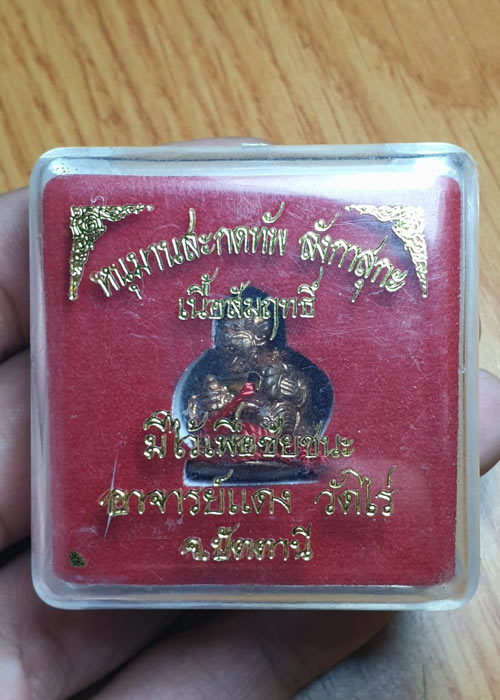 หนุมานสะกดทัพ ลังกาสุกะ
เนื้อสัมฤทธิ์
มีไว้เพื่อชัยชนะ
อาจารย์แดง วัดไร่
จ.ปัตตานี